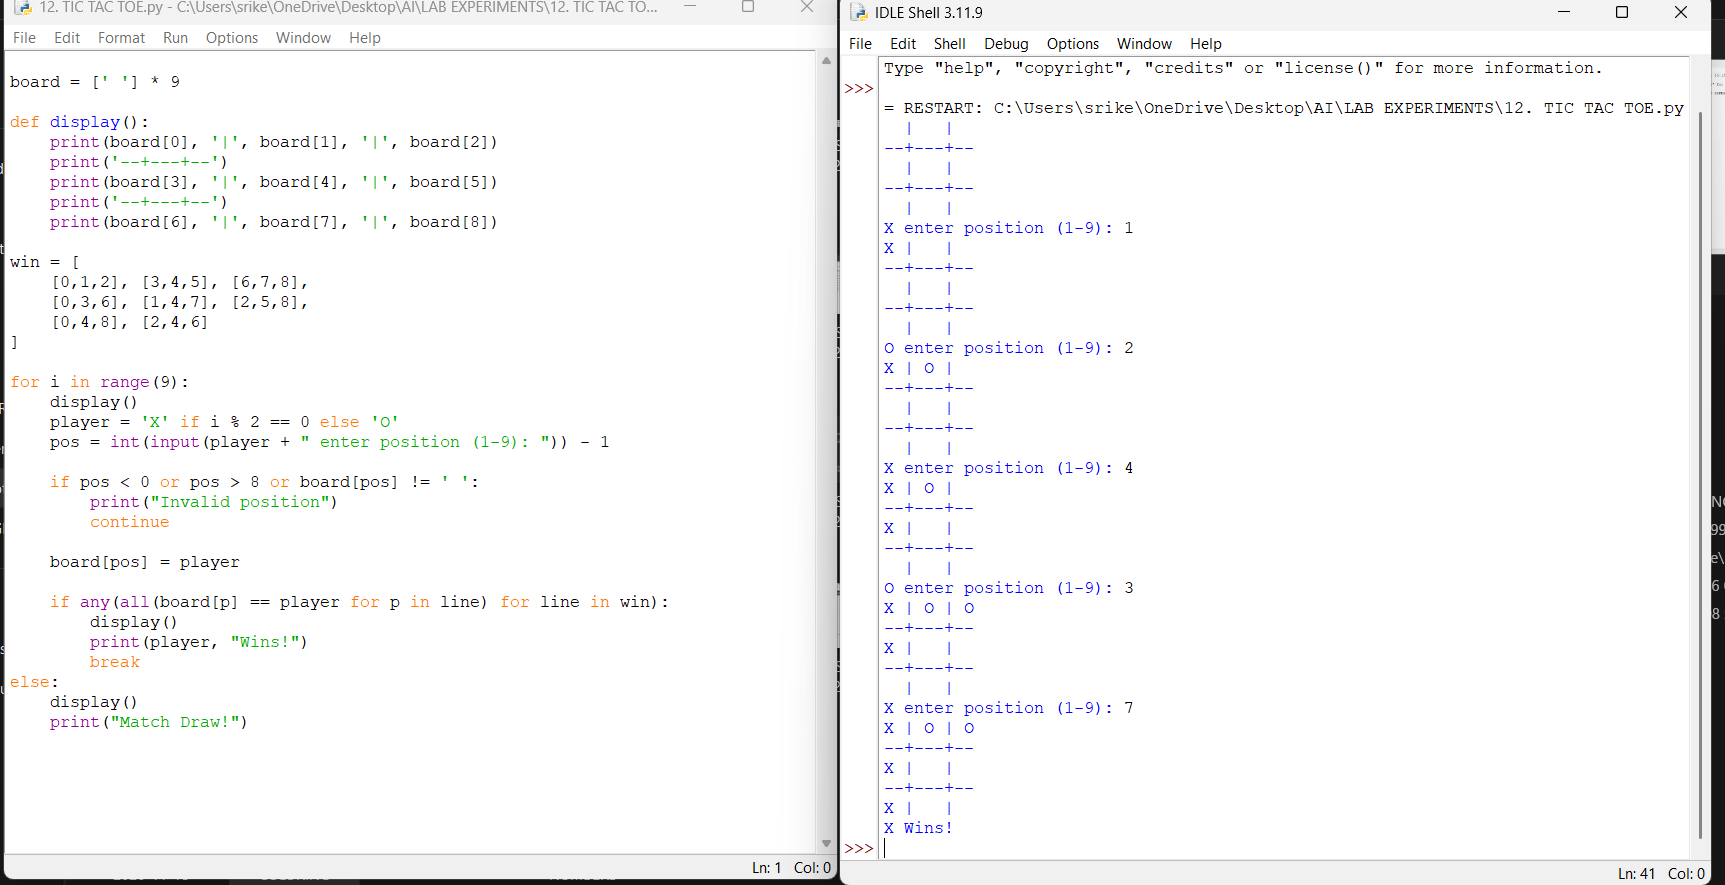 12. TIC TAC TOE.py - C:\Users\srike\OneDrive\Desktop\AI\LAB EXPERIMENTS\12. TIC TAC TO...
File Edit Format Run Options Window Help
board = [' '] * 9
def display():
    print(board[0], '|', board[1], '|', board[2])
    print('--+---+--')
    print(board[3], '|', board[4], '|', board[5])
    print('--+---+--')
    print(board[6], '|', board[7], '|', board[8])
win = [
    [0,1,2], [3,4,5], [6,7,8],
    [0,3,6], [1,4,7], [2,5,8],
    [0,4,8], [2,4,6]
]
for i in range(9):
    display()
    player = 'X' if i % 2 == 0 else 'O'
    pos = int(input(player + " enter position (1-9): ")) - 1
    if pos < 0 or pos > 8 or board[pos] != ' ':
        print("Invalid position")
        continue
    board[pos] = player
    if any(all(board[p] == player for p in line) for line in win):
        display()
        print(player, "Wins!")
        break
else:
    display()
    print("Match Draw!")
Ln: 1 Col: 0
IDLE Shell 3.11.9
File Edit Shell Debug Options Window Help
Type "help", "copyright", "credits" or "license()" for more information.
>>>
= RESTART: C:\Users\srike\OneDrive\Desktop\AI\LAB EXPERIMENTS\12. TIC TAC TOE.py
  |   |
--+---+--
  |   |
--+---+--
  |   |
X enter position (1-9): 1
X |   |
--+---+--
  |   |
--+---+--
  |   |
O enter position (1-9): 2
X | O |
--+---+--
  |   |
--+---+--
  |   |
X enter position (1-9): 4
X | O |
--+---+--
X |   |
--+---+--
  |   |
O enter position (1-9): 3
X | O | O
--+---+--
X |   |
--+---+--
  |   |
X enter position (1-9): 7
X | O | O
--+---+--
X |   |
--+---+--
X |   |
X Wins!
>>>
Ln: 41 Col: 0